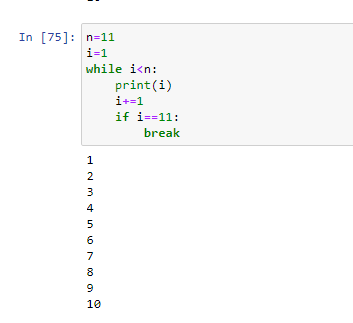 In [75]: n=11
i=1
while i<n:
    print(i)
    i+=1
    if i==11:
        break
1
2
3
4
5
6
7
8
9
10